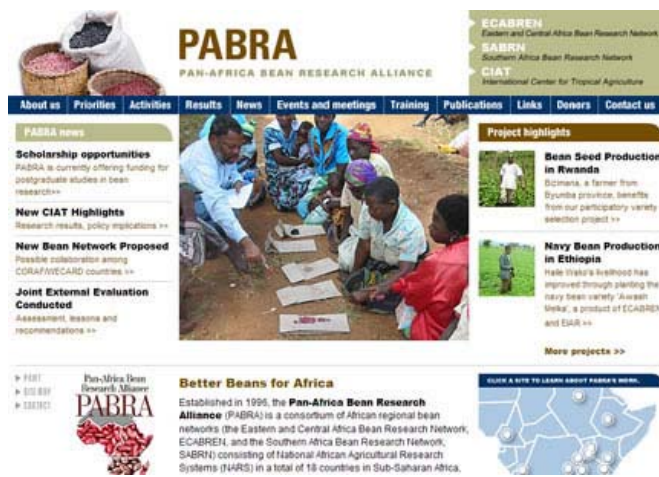 PABRA
PAN-AFRICA BEAN RESEARCH ALLIANCE
ECABREN
Eastern and Central Africa Bean Research Network
SABRN
Southern Africa Bean Research Network
CIAT
International Center for Tropical Agriculture
About us Priorities Activities Results News Events and meetings Training Publications Links Donors Contact us
PABRA news
Scholarship opportunities
PABRA is currently offering funding for
postgraduate studies in bean
research>>
New CIAT Highlights
Research results, policy implications >>
New Bean Network Proposed
Possible collaboration among
CORAF/WECARD countries >>
Joint External Evaluation
Conducted
Assessment, lessons and
recommendations >>
Project highlights
Bean Seed Production
in Rwanda
Bizimana, a farmer from
Byumba province, benefits
from our participatory variety
selection project >>
Navy Bean Production
in Ethiopia
Haile Wako's livelihood has
improved through planting the
navy bean variety 'Awash
Melka', a product of ECABREN
and EIAR >>
More projects >>
PRINT
CONTACT
Pan-Africa Bean
Research Alliance
PABRA
Better Beans for Africa
Established in 1996, the Pan-Africa Bean Research
Alliance (PABRA) is a consortium of African regional bean
networks (the Eastern and Central Africa Bean Research Network,
ECABREN, and the Southern Africa Bean Research Network,
SABRN) consisting of National African Agricultural Research
Systems (NARS) in a total of 18 countries in Sub-Saharan Africa,
CLICK A SITE TO LEARN ABOUT PABRA'S WORK.